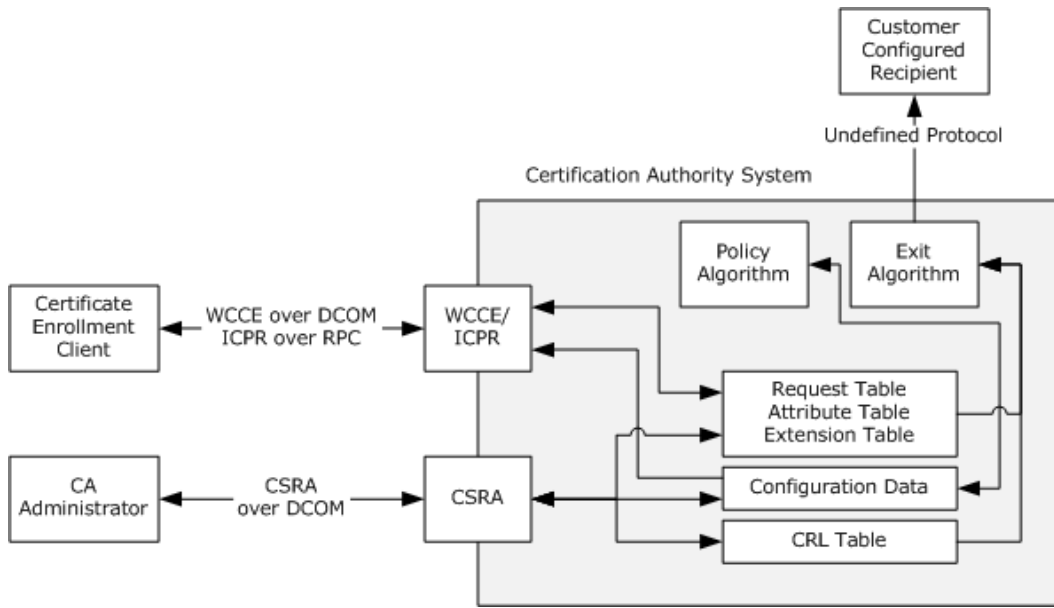 Customer
Configured
Recipient
Undefined Protocol
Certification Authority System
Policy
Algorithm
Exit
Algorithm
Certificate
Enrollment
Client
WCCE over DCOM
ICPR over RPC
WCCE/
ICPR
Request Table
Attribute Table
Extension Table
CA
Administrator
CSRA
over DCOM
CSRA
Configuration Data
CRL Table